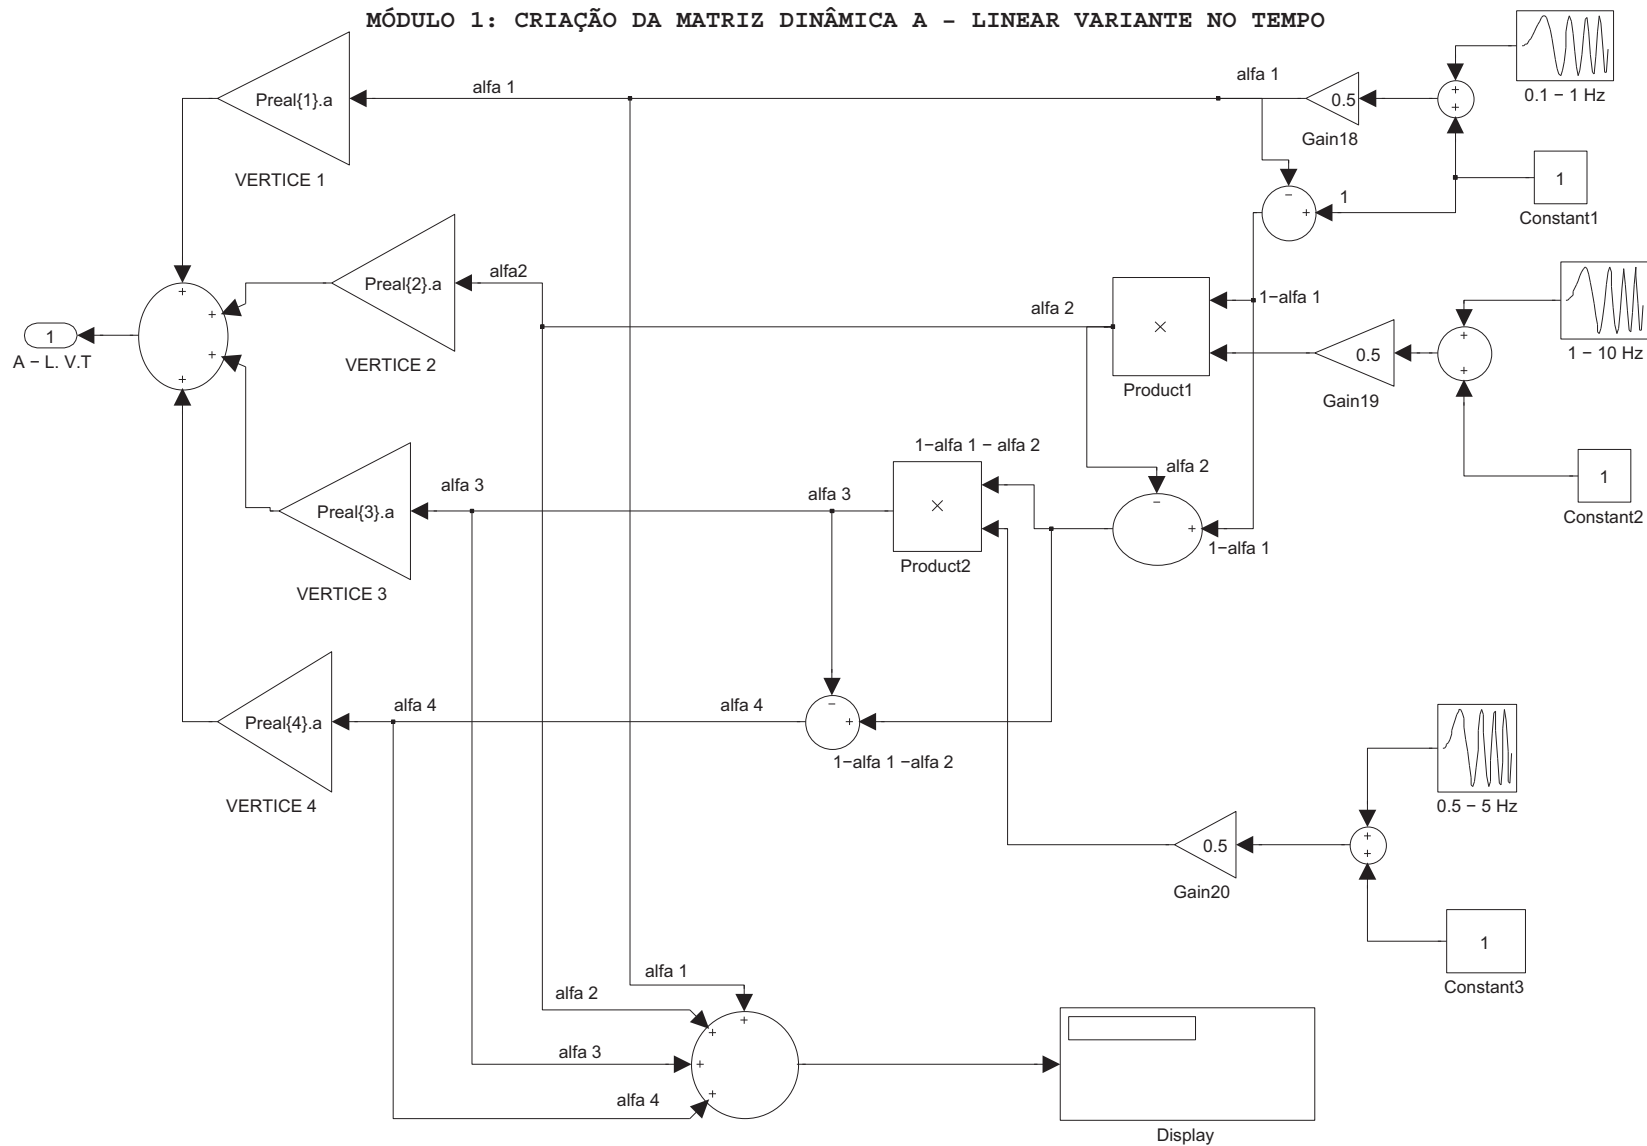 MÓDULO 1: CRIAÇÃO DA MATRIZ DINÂMICA A - LINEAR VARIANTE NO TEMPO
alfa 1
alfa 1
Preal{1}.a
0.5
+
+
0.1 − 1 Hz
Gain18
VERTICE 1
1
Constant1
−
+
1
Preal{2}.a
alfa2
VERTICE 2
alfa 2
×
Product1
1−alfa 1
0.5
Gain19
+
+
1 − 10 Hz
1
A − L. V.T
+
+
+
+
1−alfa 1 − alfa 2
alfa 2
−
+
1−alfa 1
1
Constant2
Preal{3}.a
alfa 3
alfa 3
×
Product2
VERTICE 3
Preal{4}.a
alfa 4
alfa 4
−
+
1−alfa 1 −alfa 2
VERTICE 4
0.5 − 5 Hz
0.5
Gain20
+
+
1
Constant3
alfa 1
alfa 2
alfa 3
alfa 4
+
+
+
+
Display